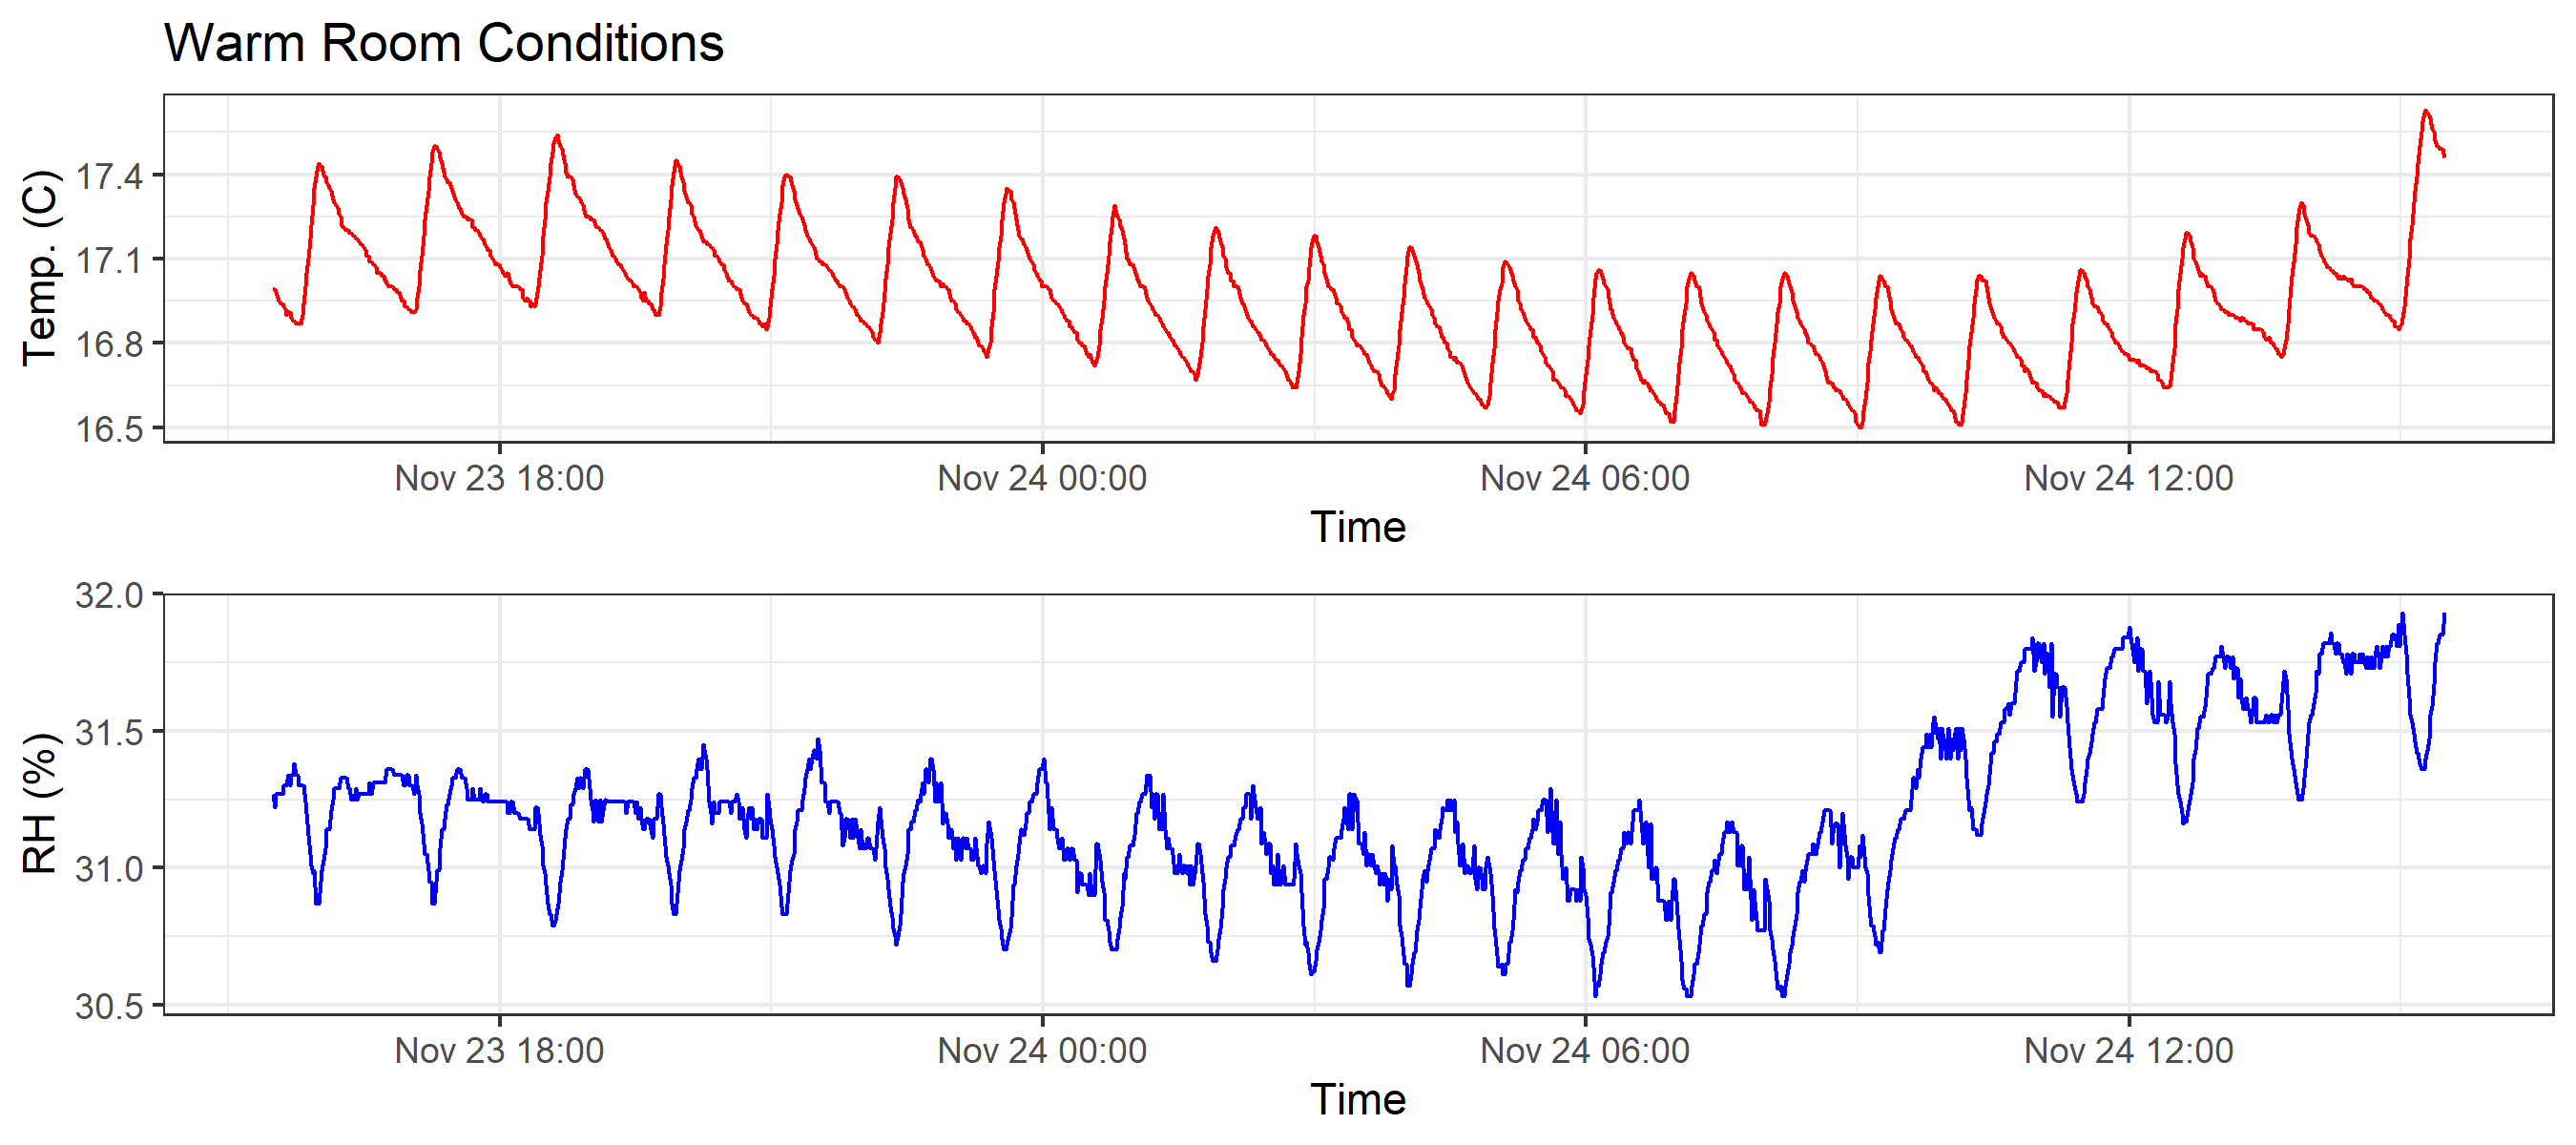 Warm Room Conditions
Temp. (C)
17.4
17.1
16.8
16.5
Nov 23 18:00 Nov 24 00:00 Nov 24 06:00 Nov 24 12:00
Time
RH (%)
32.0
31.5
31.0
30.5
Nov 23 18:00 Nov 24 00:00 Nov 24 06:00 Nov 24 12:00
Time